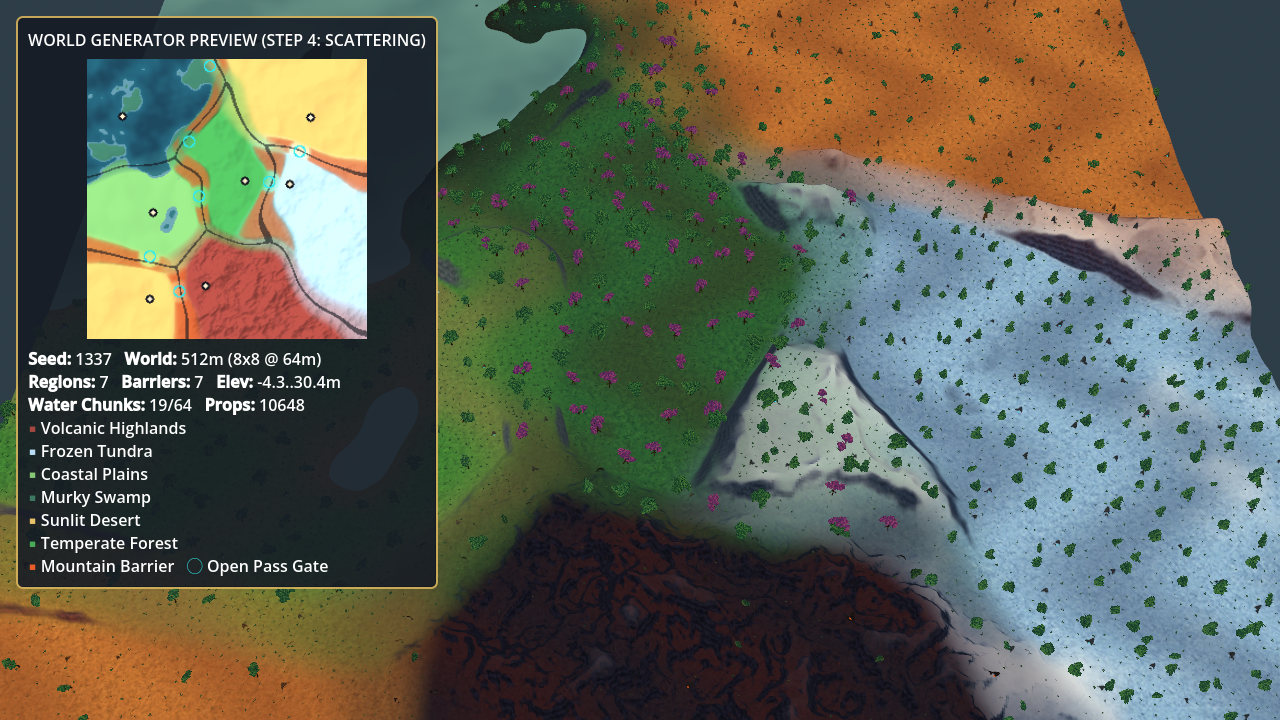 WORLD GENERATOR PREVIEW (STEP 4: SCATTERING)
Seed: 1337 World: 512m (8x8 @ 64m)
Regions: 7 Barriers: 7 Elev: -4.3..30.4m
Water Chunks: 19/64 Props: 10648
Volcanic Highlands
Frozen Tundra
Coastal Plains
Murky Swamp
Sunlit Desert
Temperate Forest
Mountain Barrier Open Pass Gate